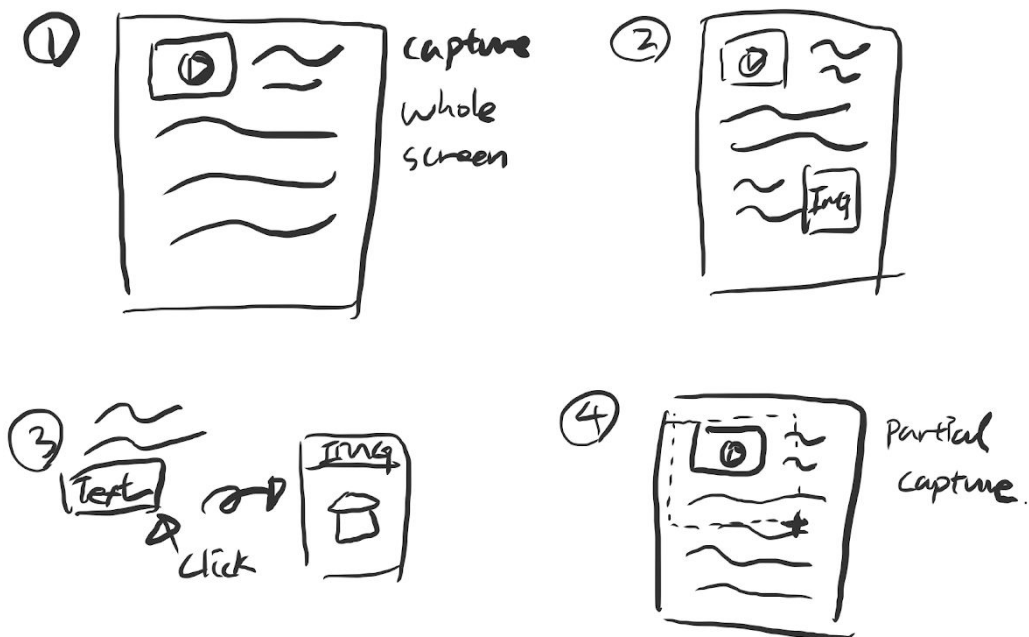 1
capture
whole
screen
2
Img
3
Text
Click
IMG
4
Partial
capture.